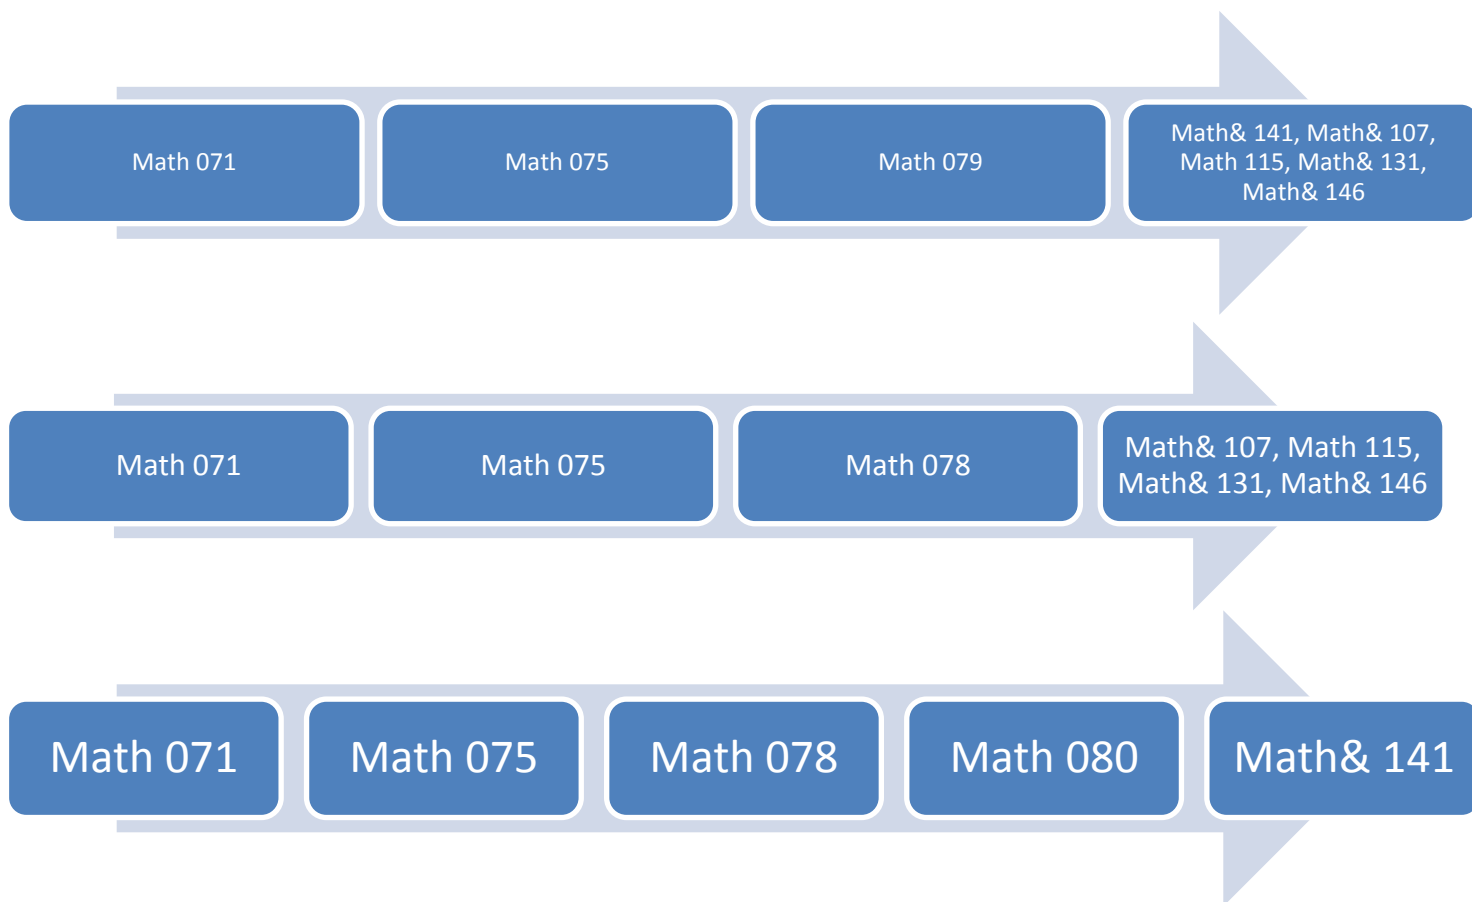 Math 071
Math 075
Math 079
Math& 141, Math& 107,
Math 115, Math& 131,
Math& 146
Math 071
Math 075
Math 078
Math& 107, Math 115,
Math& 131, Math& 146
Math 071
Math 075
Math 078
Math 080
Math& 141